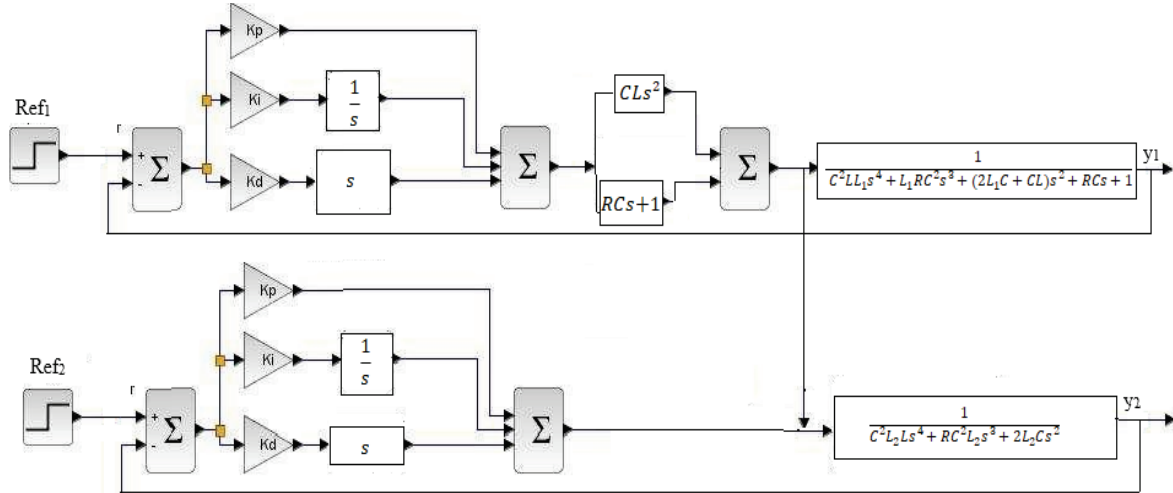 Kp
Ref₁
r
+
-
Σ
Ki
1/s
Kd
s
Σ
CLs²
RCs+1
Σ
1/(C²LL₁s⁴ + L₁RC²s³ + (2L₁C + CL)s² + RCs + 1)
y₁
Kp
Ref₂
r
+
-
Σ
Ki
1/s
Kd
s
Σ
1/(C²L₂Ls⁴ + RC²L₂s³ + 2L₂Cs²)
y₂